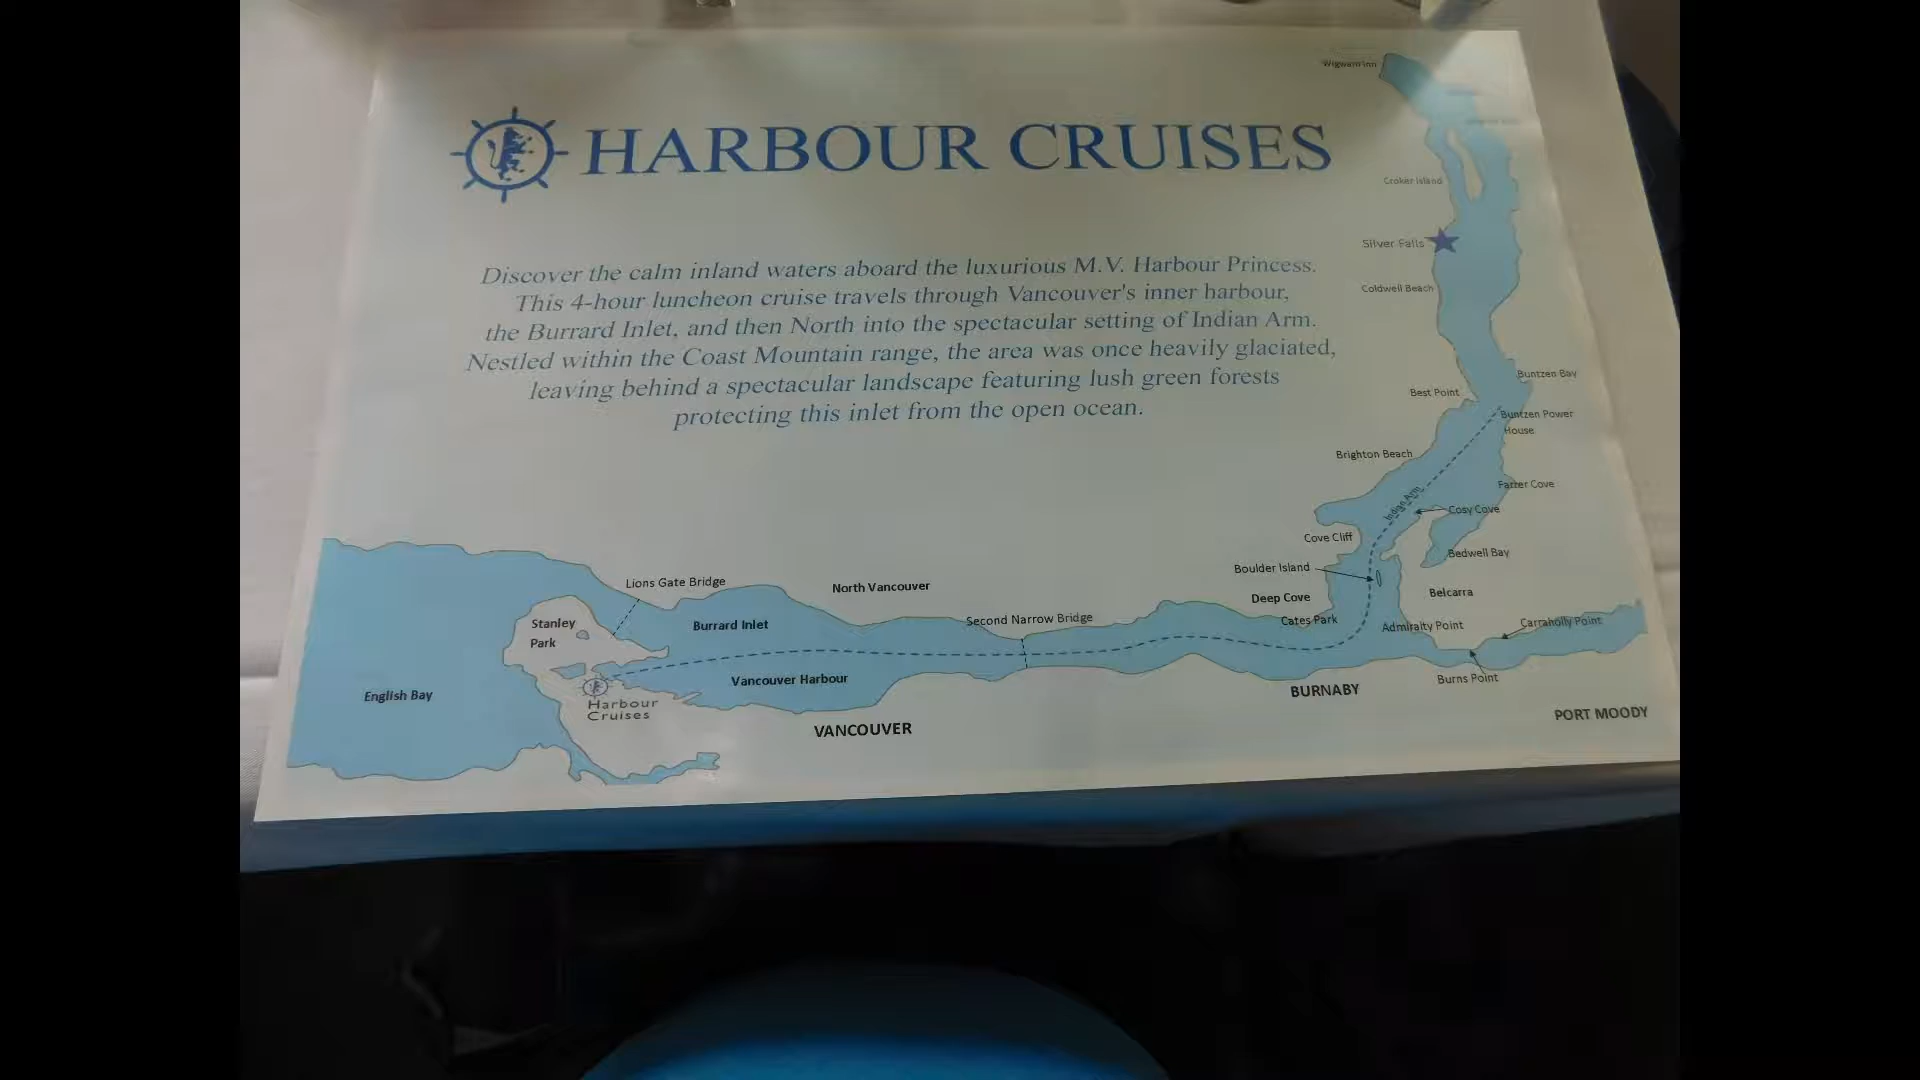 HARBOUR CRUISES
Discover the calm inland waters aboard the luxurious M.V. Harbour Princess.
This 4-hour luncheon cruise travels through Vancouver's inner harbour,
the Burrard Inlet, and then North into the spectacular setting of Indian Arm.
Nestled within the Coast Mountain range, the area was once heavily glaciated,
leaving behind a spectacular landscape featuring lush green forests
protecting this inlet from the open ocean.
Wigwam Inn
Croker Island
Silver Falls
Coldwell Beach
Buntzen Bay
Best Point
Buntzen Power
House
Brighton Beach
Farrer Cove
Indian Arm
Cosy Cove
Cove Cliff
Bedwell Bay
Boulder Island
Lions Gate Bridge
North Vancouver
Belcarra
Deep Cove
Second Narrow Bridge
Cates Park
Stanley
Park
Burrard Inlet
Admiralty Point
Carraholly Point
Vancouver Harbour
Burns Point
English Bay
BURNABY
Harbour
Cruises
PORT MOODY
VANCOUVER